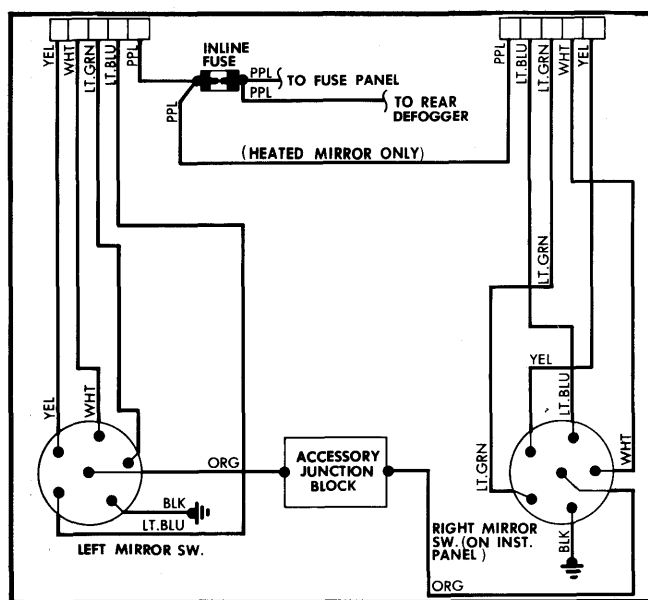 YEL
WHT
LT.GRN
LT.BLU
PPL
INLINE
FUSE
PPL
TO FUSE PANEL
PPL
TO REAR
DEFOGGER
PPL
(HEATED MIRROR ONLY)
PPL
LT.BLU
LT.GRN
WHT
YEL
LT.GRN
YEL
LT.BLU
WHT
YEL
WHT
ORG
ACCESSORY
JUNCTION
BLOCK
LT.GRN
BLK
LT.BLU
LEFT MIRROR SW.
RIGHT MIRROR
SW.(ON INST.
PANEL)
BLK
ORG